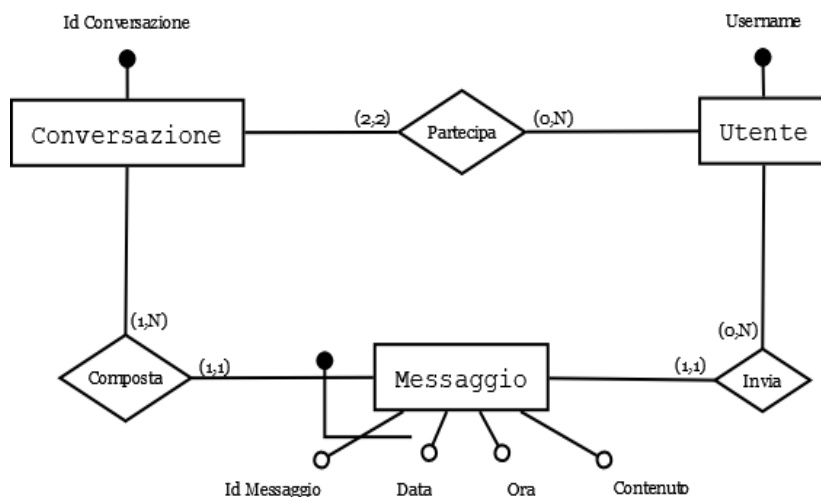 Id Conversazione
Username
Conversazione
(2,2)
Partecipa
(0,N)
Utente
(1,N)
(0,N)
Composta
(1,1)
Messaggio
(1,1)
Invia
Id Messaggio
Data
Ora
Contenuto